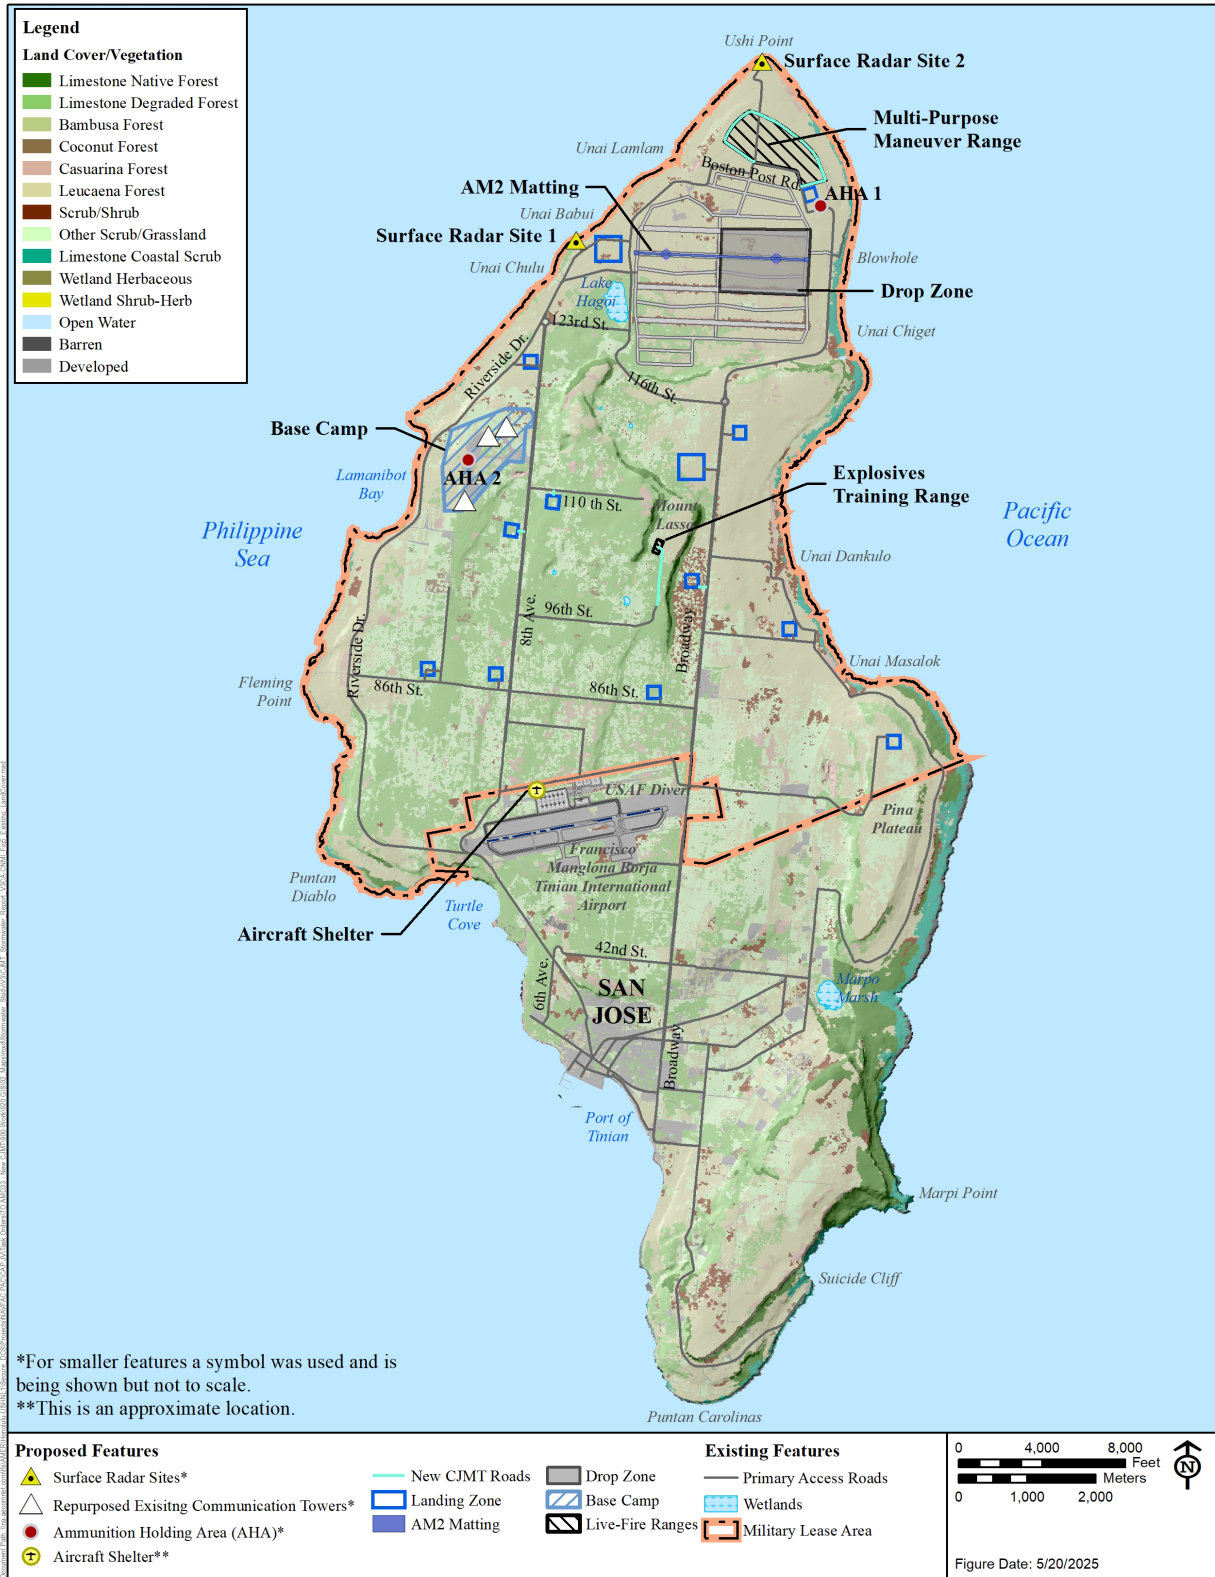 Legend
Land Cover/Vegetation
Limestone Native Forest
Limestone Degraded Forest
Bambusa Forest
Coconut Forest
Casuarina Forest
Leucaena Forest
Scrub/Shrub
Other Scrub/Grassland
Limestone Coastal Scrub
Wetland Herbaceous
Wetland Shrub-Herb
Open Water
Barren
Developed
Ushi Point
Surface Radar Site 2
Multi-Purpose
Maneuver Range
Unai Lamlam
Boston Post Rd.
AM2 Matting
AHA 1
Unai Babui
Surface Radar Site 1
Unai Chulu
Blowhole
Lake
Hagoi
Drop Zone
123rd St.
Unai Chiget
Riverside Dr.
116th St.
Base Camp
Lamanibot
Bay
AHA 2
Explosives
Training Range
110 th St.
Mount
Lasso
Philippine
Sea
Pacific
Ocean
Unai Dankulo
8th Ave.
96th St.
Broadway
Riverside Dr.
Unai Masalok
Fleming
Point
86th St.
86th St.
USAF Diver
Pina
Plateau
Francisco
Manglona Borja
Tinian International
Airport
Puntan
Diablo
Turtle
Cove
Aircraft Shelter
42nd St.
6th Ave.
SAN
JOSE
Marpo
Marsh
Broadway
Port of
Tinian
Marpi Point
Suicide Cliff
Puntan Carolinas
*For smaller features a symbol was used and is
being shown but not to scale.
**This is an approximate location.
Proposed Features
Surface Radar Sites*
Repurposed Exisitng Communication Towers*
Ammunition Holding Area (AHA)*
Aircraft Shelter**
New CJMT Roads
Landing Zone
AM2 Matting
Drop Zone
Base Camp
Live-Fire Ranges
Existing Features
Primary Access Roads
Wetlands
Military Lease Area
0 4,000 8,000
Feet
Meters
0 1,000 2,000
N
Figure Date: 5/20/2025